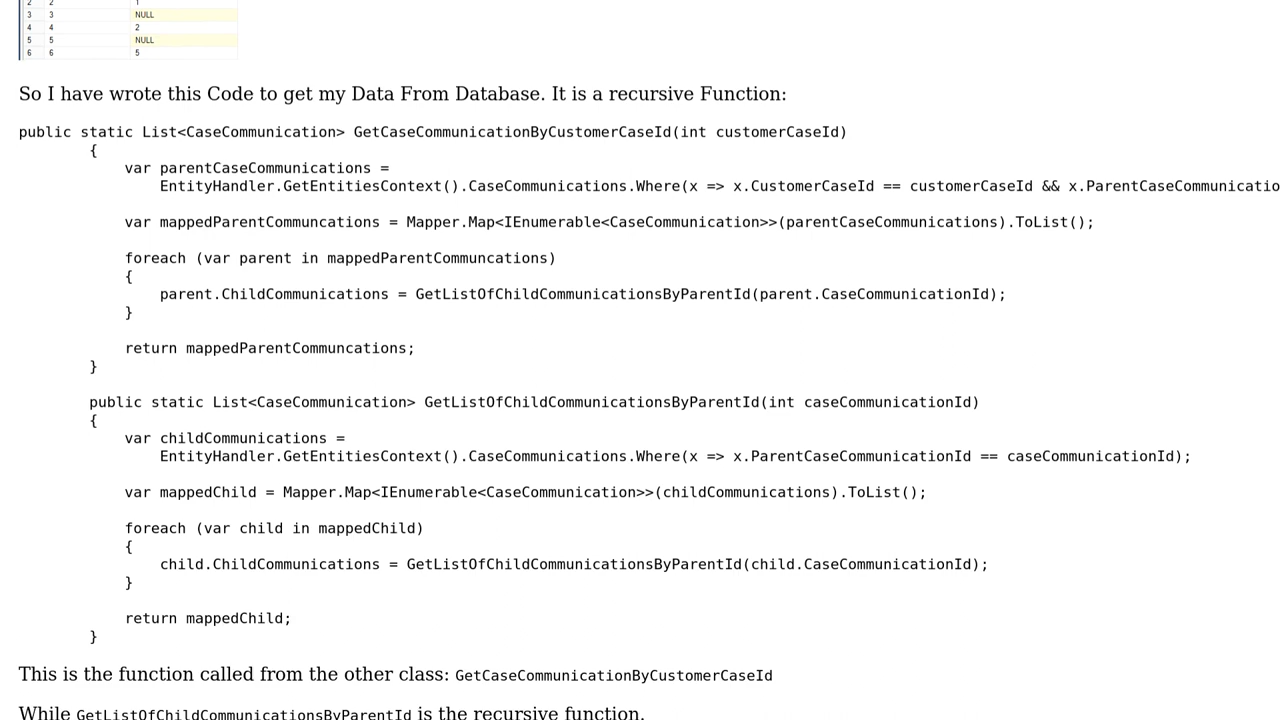 2 2 1
3 3 NULL
4 4 2
5 5 NULL
6 6 5
So I have wrote this Code to get my Data From Database. It is a recursive Function:
public static List<CaseCommunication> GetCaseCommunicationByCustomerCaseId(int customerCaseId)
{
var parentCaseCommunications =
EntityHandler.GetEntitiesContext().CaseCommunications.Where(x => x.CustomerCaseId == customerCaseId && x.ParentCaseCommunicatio
var mappedParentCommuncations = Mapper.Map<IEnumerable<CaseCommunication>>(parentCaseCommunications).ToList();
foreach (var parent in mappedParentCommuncations)
{
parent.ChildCommunications = GetListOfChildCommunicationsByParentId(parent.CaseCommunicationId);
}
return mappedParentCommuncations;
}
public static List<CaseCommunication> GetListOfChildCommunicationsByParentId(int caseCommunicationId)
{
var childCommunications =
EntityHandler.GetEntitiesContext().CaseCommunications.Where(x => x.ParentCaseCommunicationId == caseCommunicationId);
var mappedChild = Mapper.Map<IEnumerable<CaseCommunication>>(childCommunications).ToList();
foreach (var child in mappedChild)
{
child.ChildCommunications = GetListOfChildCommunicationsByParentId(child.CaseCommunicationId);
}
return mappedChild;
}
This is the function called from the other class: GetCaseCommunicationByCustomerCaseId
While GetListOfChildCommunicationsByParentId is the recursive function.